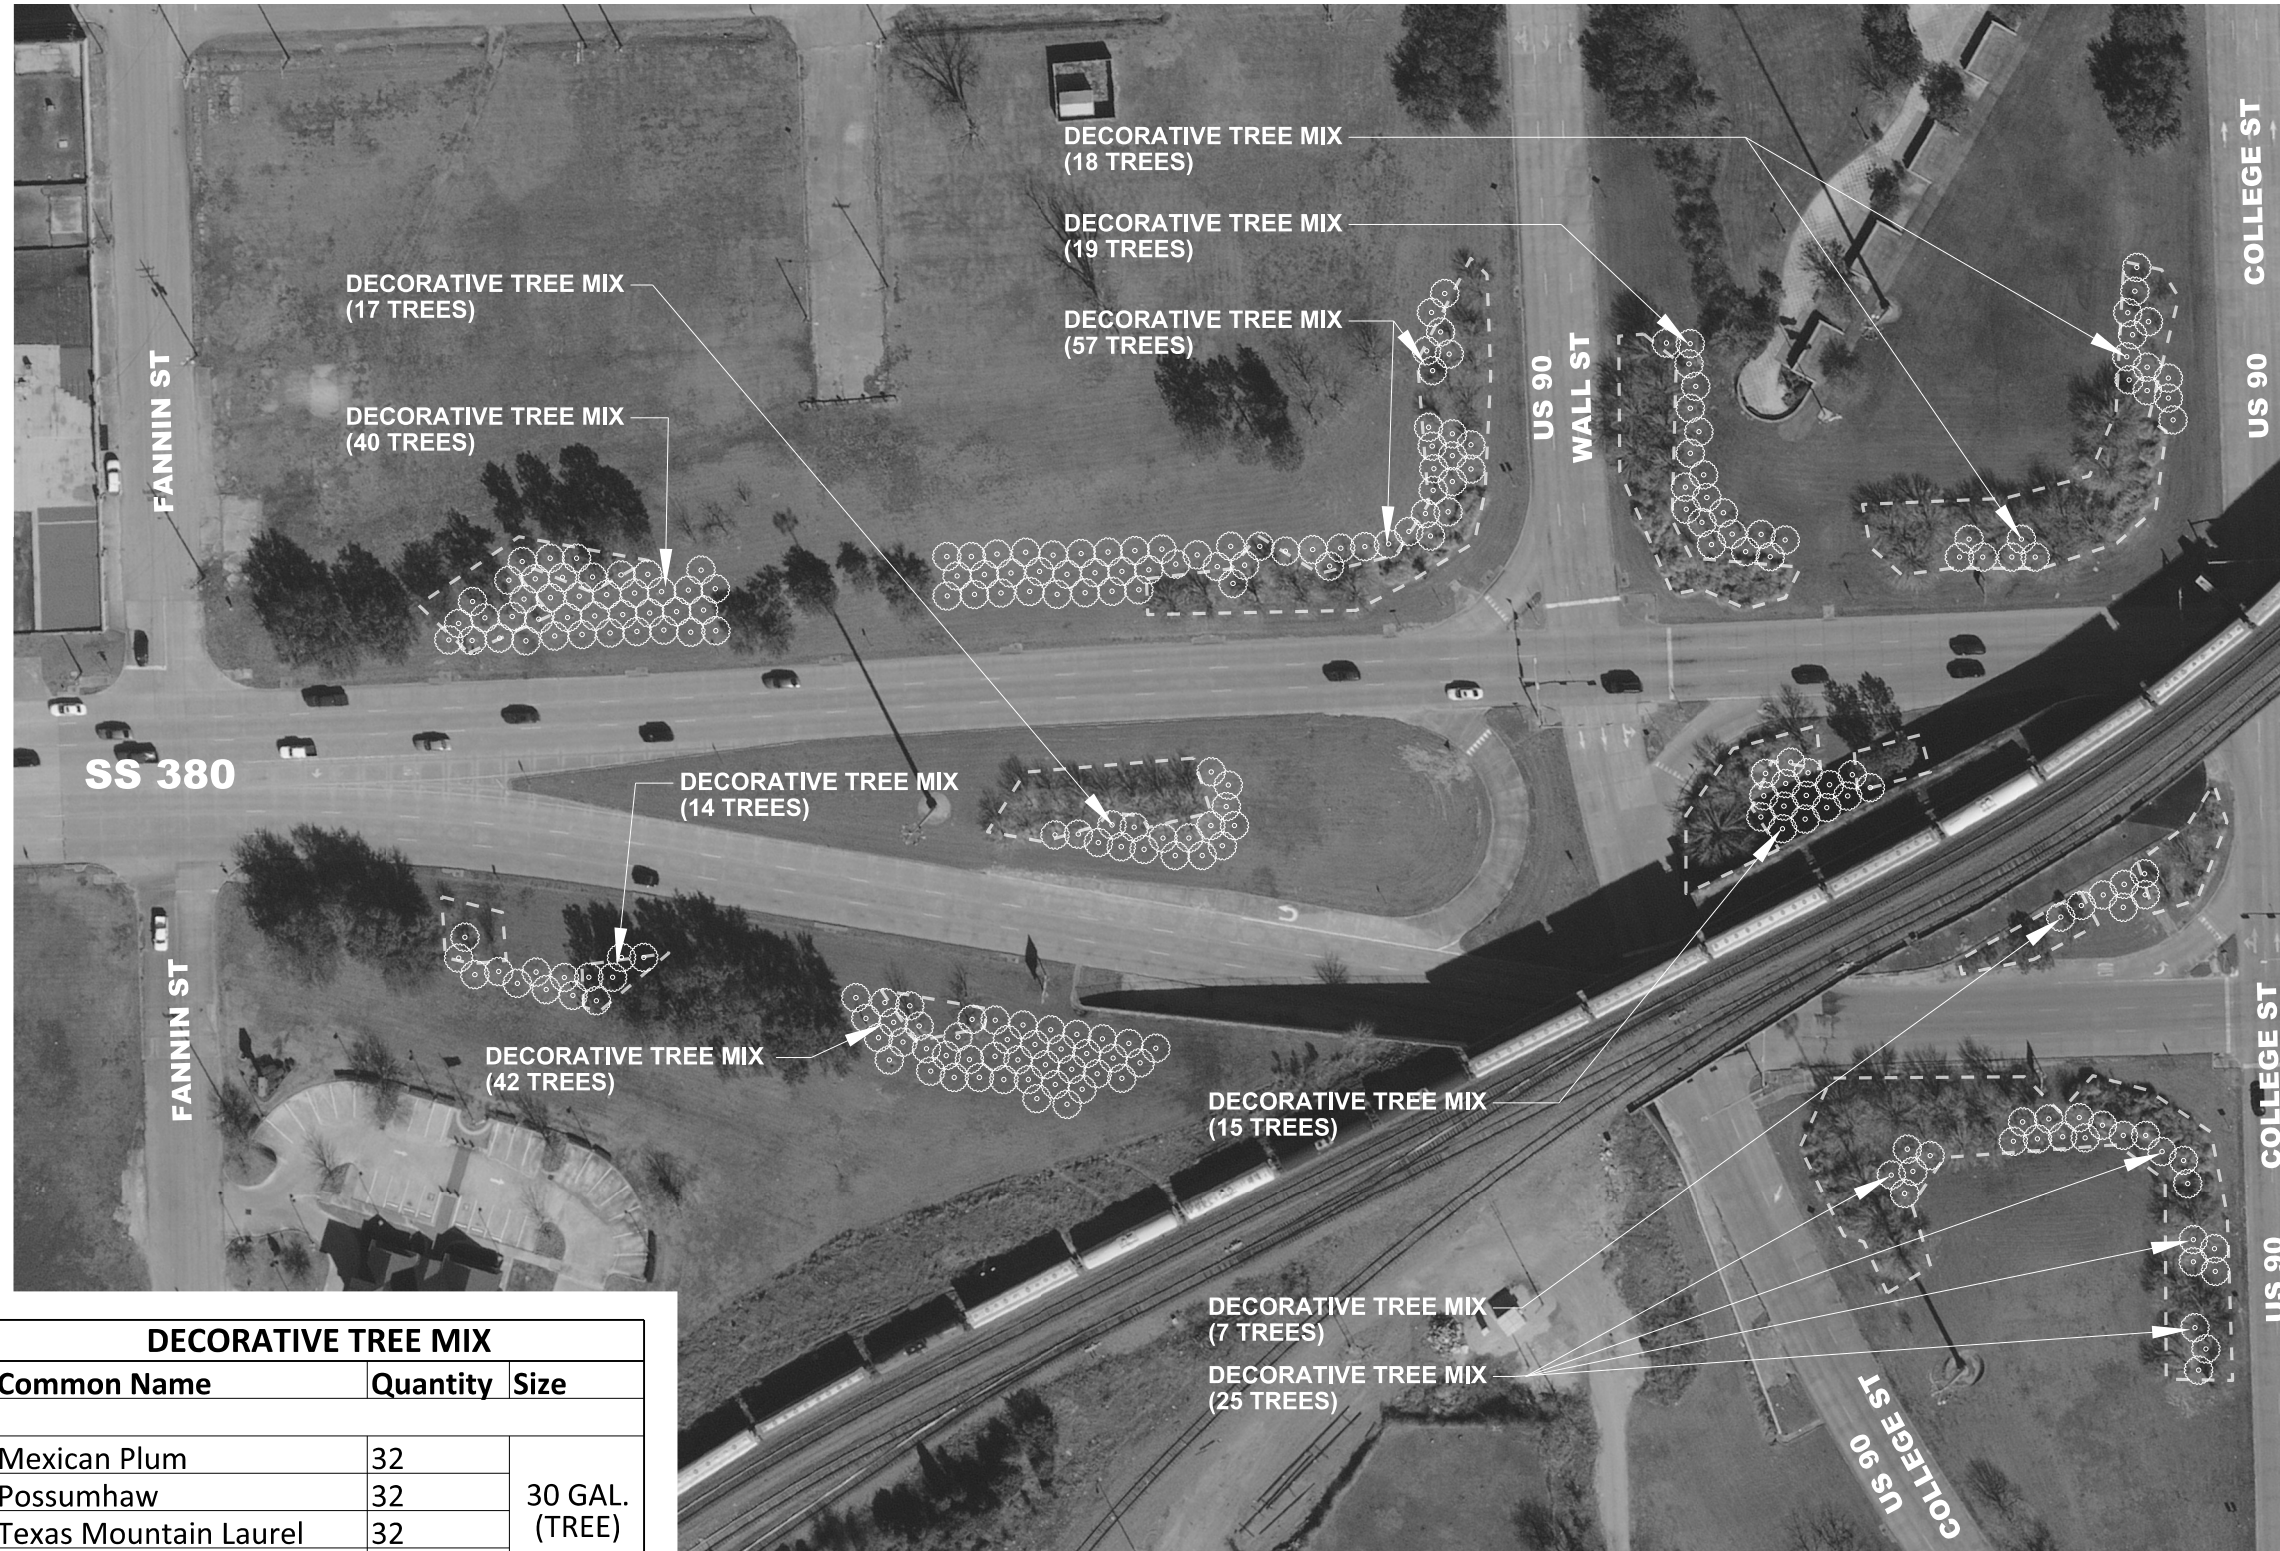 DECORATIVE TREE MIX
(18 TREES)
DECORATIVE TREE MIX
(19 TREES)
DECORATIVE TREE MIX
(57 TREES)
DECORATIVE TREE MIX
(17 TREES)
DECORATIVE TREE MIX
(40 TREES)
FANNIN ST
US 90
WALL ST
US 90 COLLEGE ST
SS 380
DECORATIVE TREE MIX
(14 TREES)
FANNIN ST
DECORATIVE TREE MIX
(42 TREES)
DECORATIVE TREE MIX
(15 TREES)
US 90 COLLEGE ST
DECORATIVE TREE MIX
(7 TREES)
DECORATIVE TREE MIX
(25 TREES)
US 90
COLLEGE ST
DECORATIVE TREE MIX
Common Name Quantity Size
Mexican Plum 32
Possumhaw 32
Texas Mountain Laurel 32
30 GAL.
(TREE)